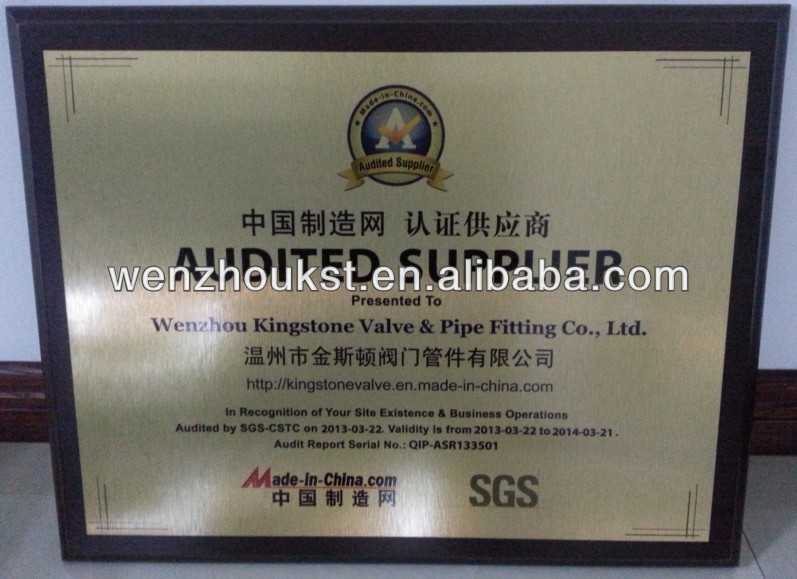 Made-in-China.com
A
Audited Supplier
中国制造网 认证供应商
AUDITED SUPPLIER
wenzhoukst.en.alibaba.com
Presented To
Wenzhou Kingstone Valve & Pipe Fitting Co., Ltd.
温州市金斯顿阀门管件有限公司
http://kingstonevalve.en.made-in-china.com
In Recognition of Your Site Existence & Business Operations
Audited by SGS-CSTC on 2013-03-22. Validity is from 2013-03-22 to 2014-03-21.
Audit Report Serial No.: QIP-ASR133501
Made-in-China.com
中国制造网
SGS